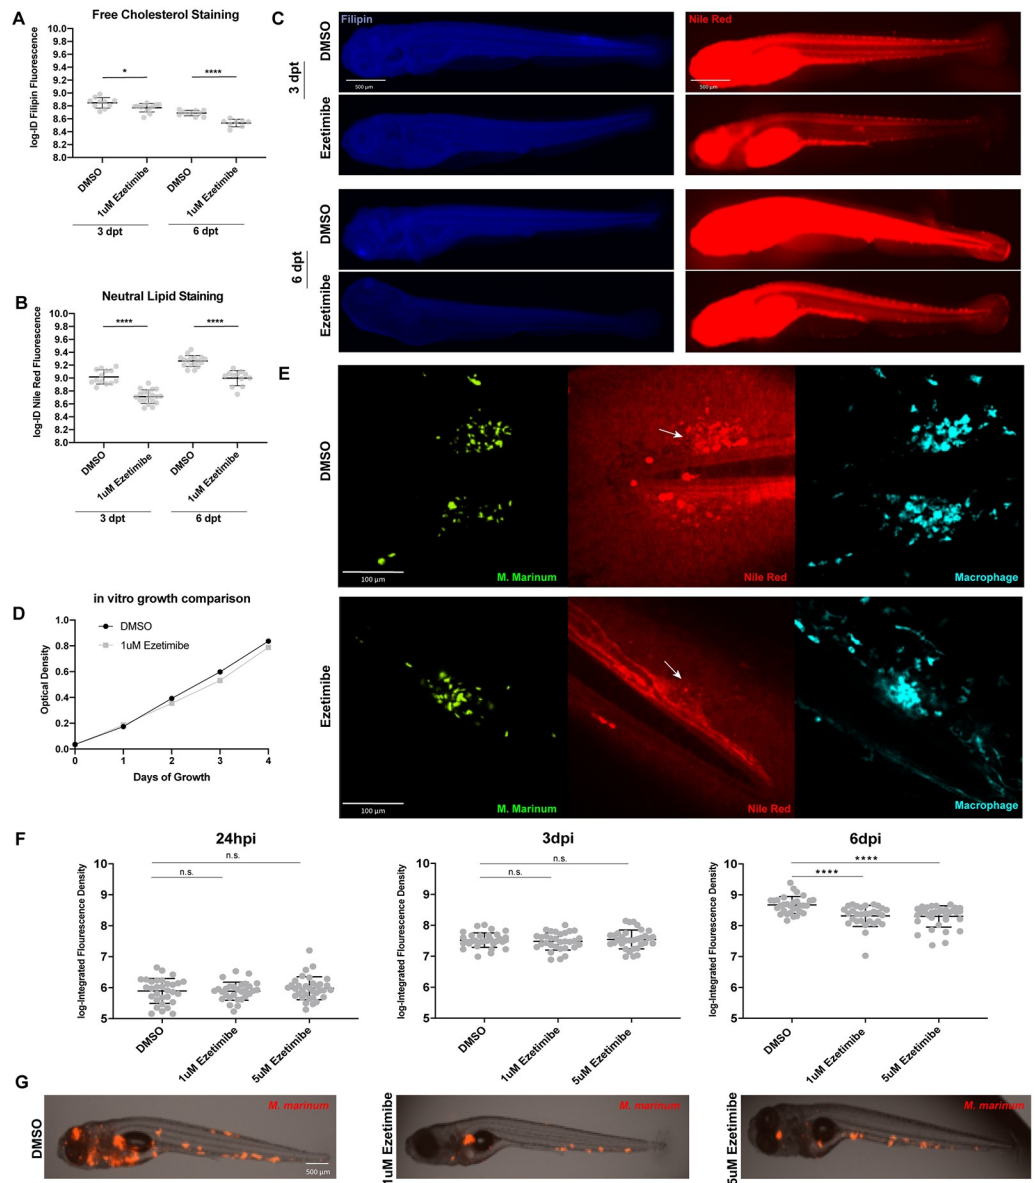 A
Free Cholesterol Staining
log-ID Filipin Fluorescence
10.0
9.8
9.6
9.4
9.2
9.0
8.8
8.6
8.4
8.2
8.0
*
****
DMSO
1uM Ezetimibe
DMSO
1uM Ezetimibe
3 dpt
6 dpt
B
Neutral Lipid Staining
log-ID Nile Red Fluorescence
10.0
9.8
9.6
9.4
9.2
9.0
8.8
8.6
8.4
8.2
8.0
****
****
DMSO
1uM Ezetimibe
DMSO
1uM Ezetimibe
3 dpt
6 dpt
C
Filipin
Nile Red
3 dpt
DMSO
500 µm
500 µm
Ezetimibe
6 dpt
DMSO
Ezetimibe
D
in vitro growth comparison
Optical Density
1.0
0.8
0.6
0.4
0.2
0.0
DMSO
1uM Ezetimibe
0 1 2 3 4
Days of Growth
E
DMSO
100 µm
M. Marinum
Nile Red
Macrophage
Ezetimibe
100 µm
M. Marinum
Nile Red
Macrophage
F
24hpi
log-Integrated Flourescence Density
10
9
8
7
6
5
n.s.
n.s.
DMSO
1uM Ezetimibe
5uM Ezetimibe
3dpi
log-Integrated Flourescence Density
10
9
8
7
6
5
n.s.
n.s.
DMSO
1uM Ezetimibe
5uM Ezetimibe
6dpi
log-Integrated Flourescence Density
10
9
8
7
6
5
****
****
DMSO
1uM Ezetimibe
5uM Ezetimibe
G
DMSO
M. marinum
500 µm
1uM Ezetimibe
M. marinum
5uM Ezetimibe
M. marinum